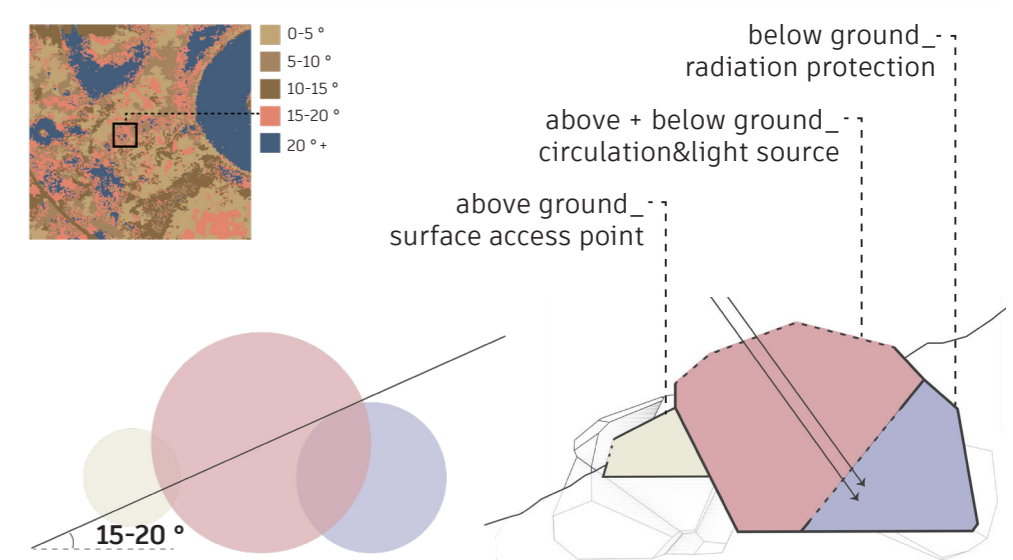 0-5 °
5-10 °
10-15 °
15-20 °
20 °+
below ground_
radiation protection
above + below ground_
circulation&light source
above ground_
surface access point
15-20 °